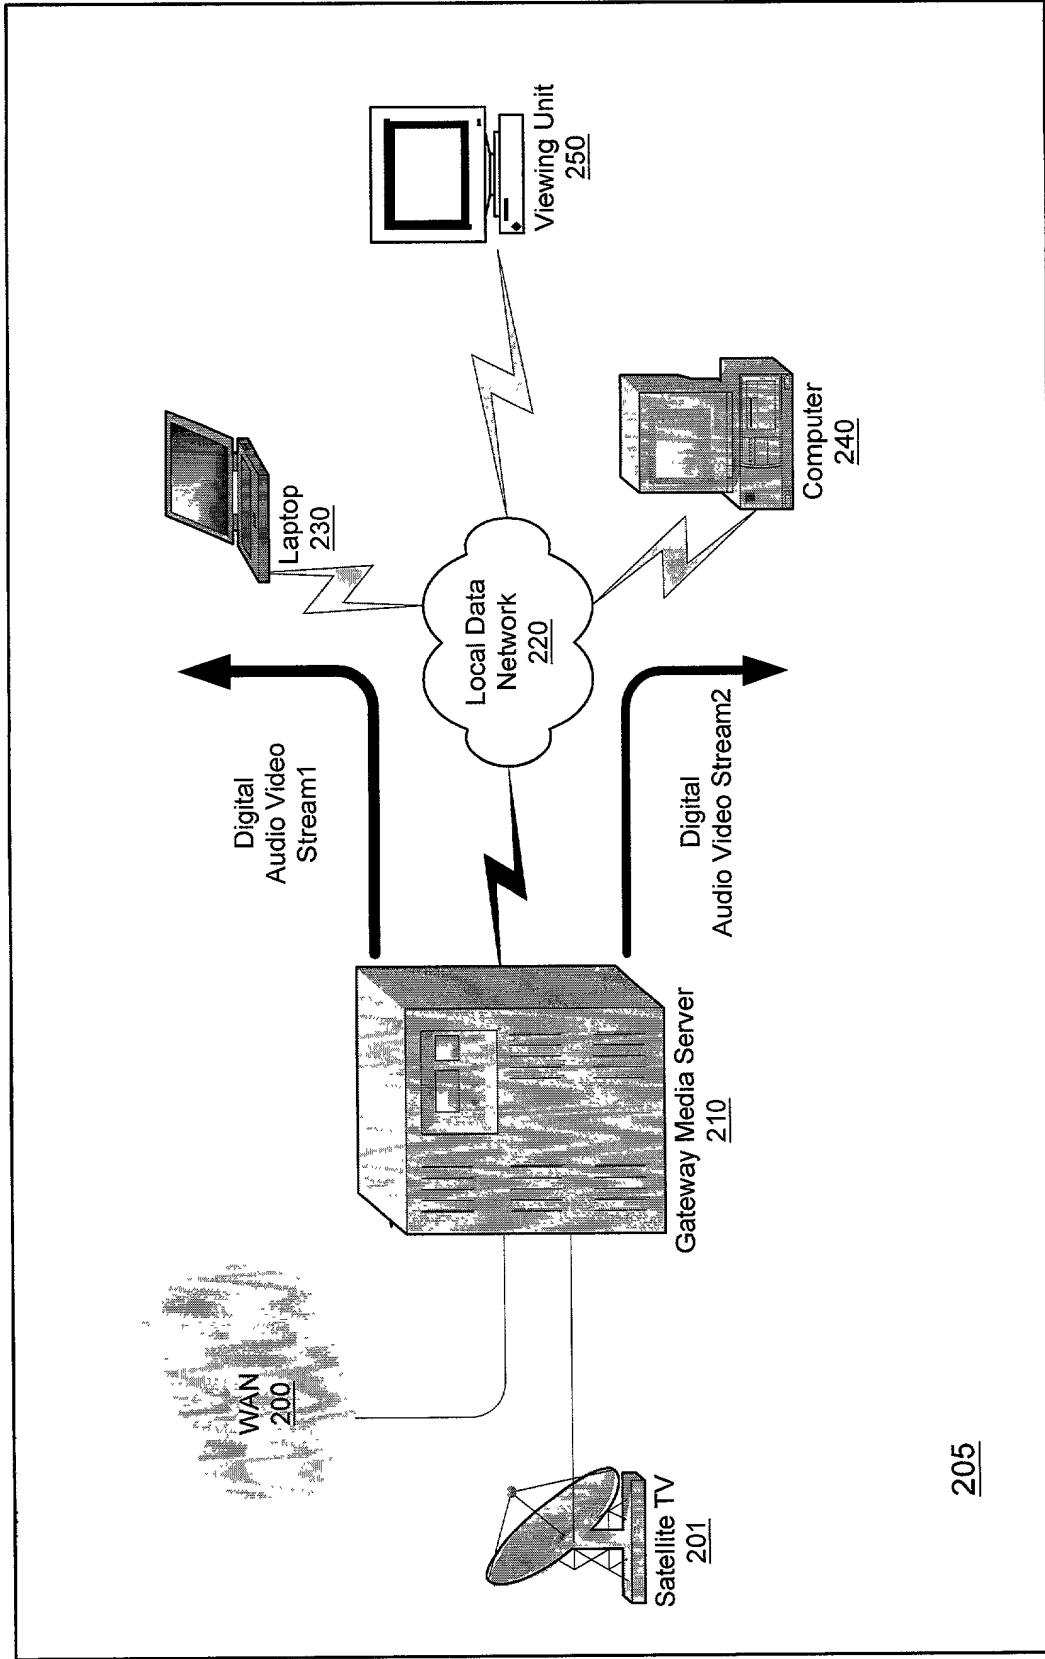 WAN
200
Satellite TV
201
205
Gateway Media Server
210
Digital
Audio Video
Stream1
Digital
Audio Video Stream2
Local Data
Network
220
Laptop
230
Computer
240
Viewing Unit
250